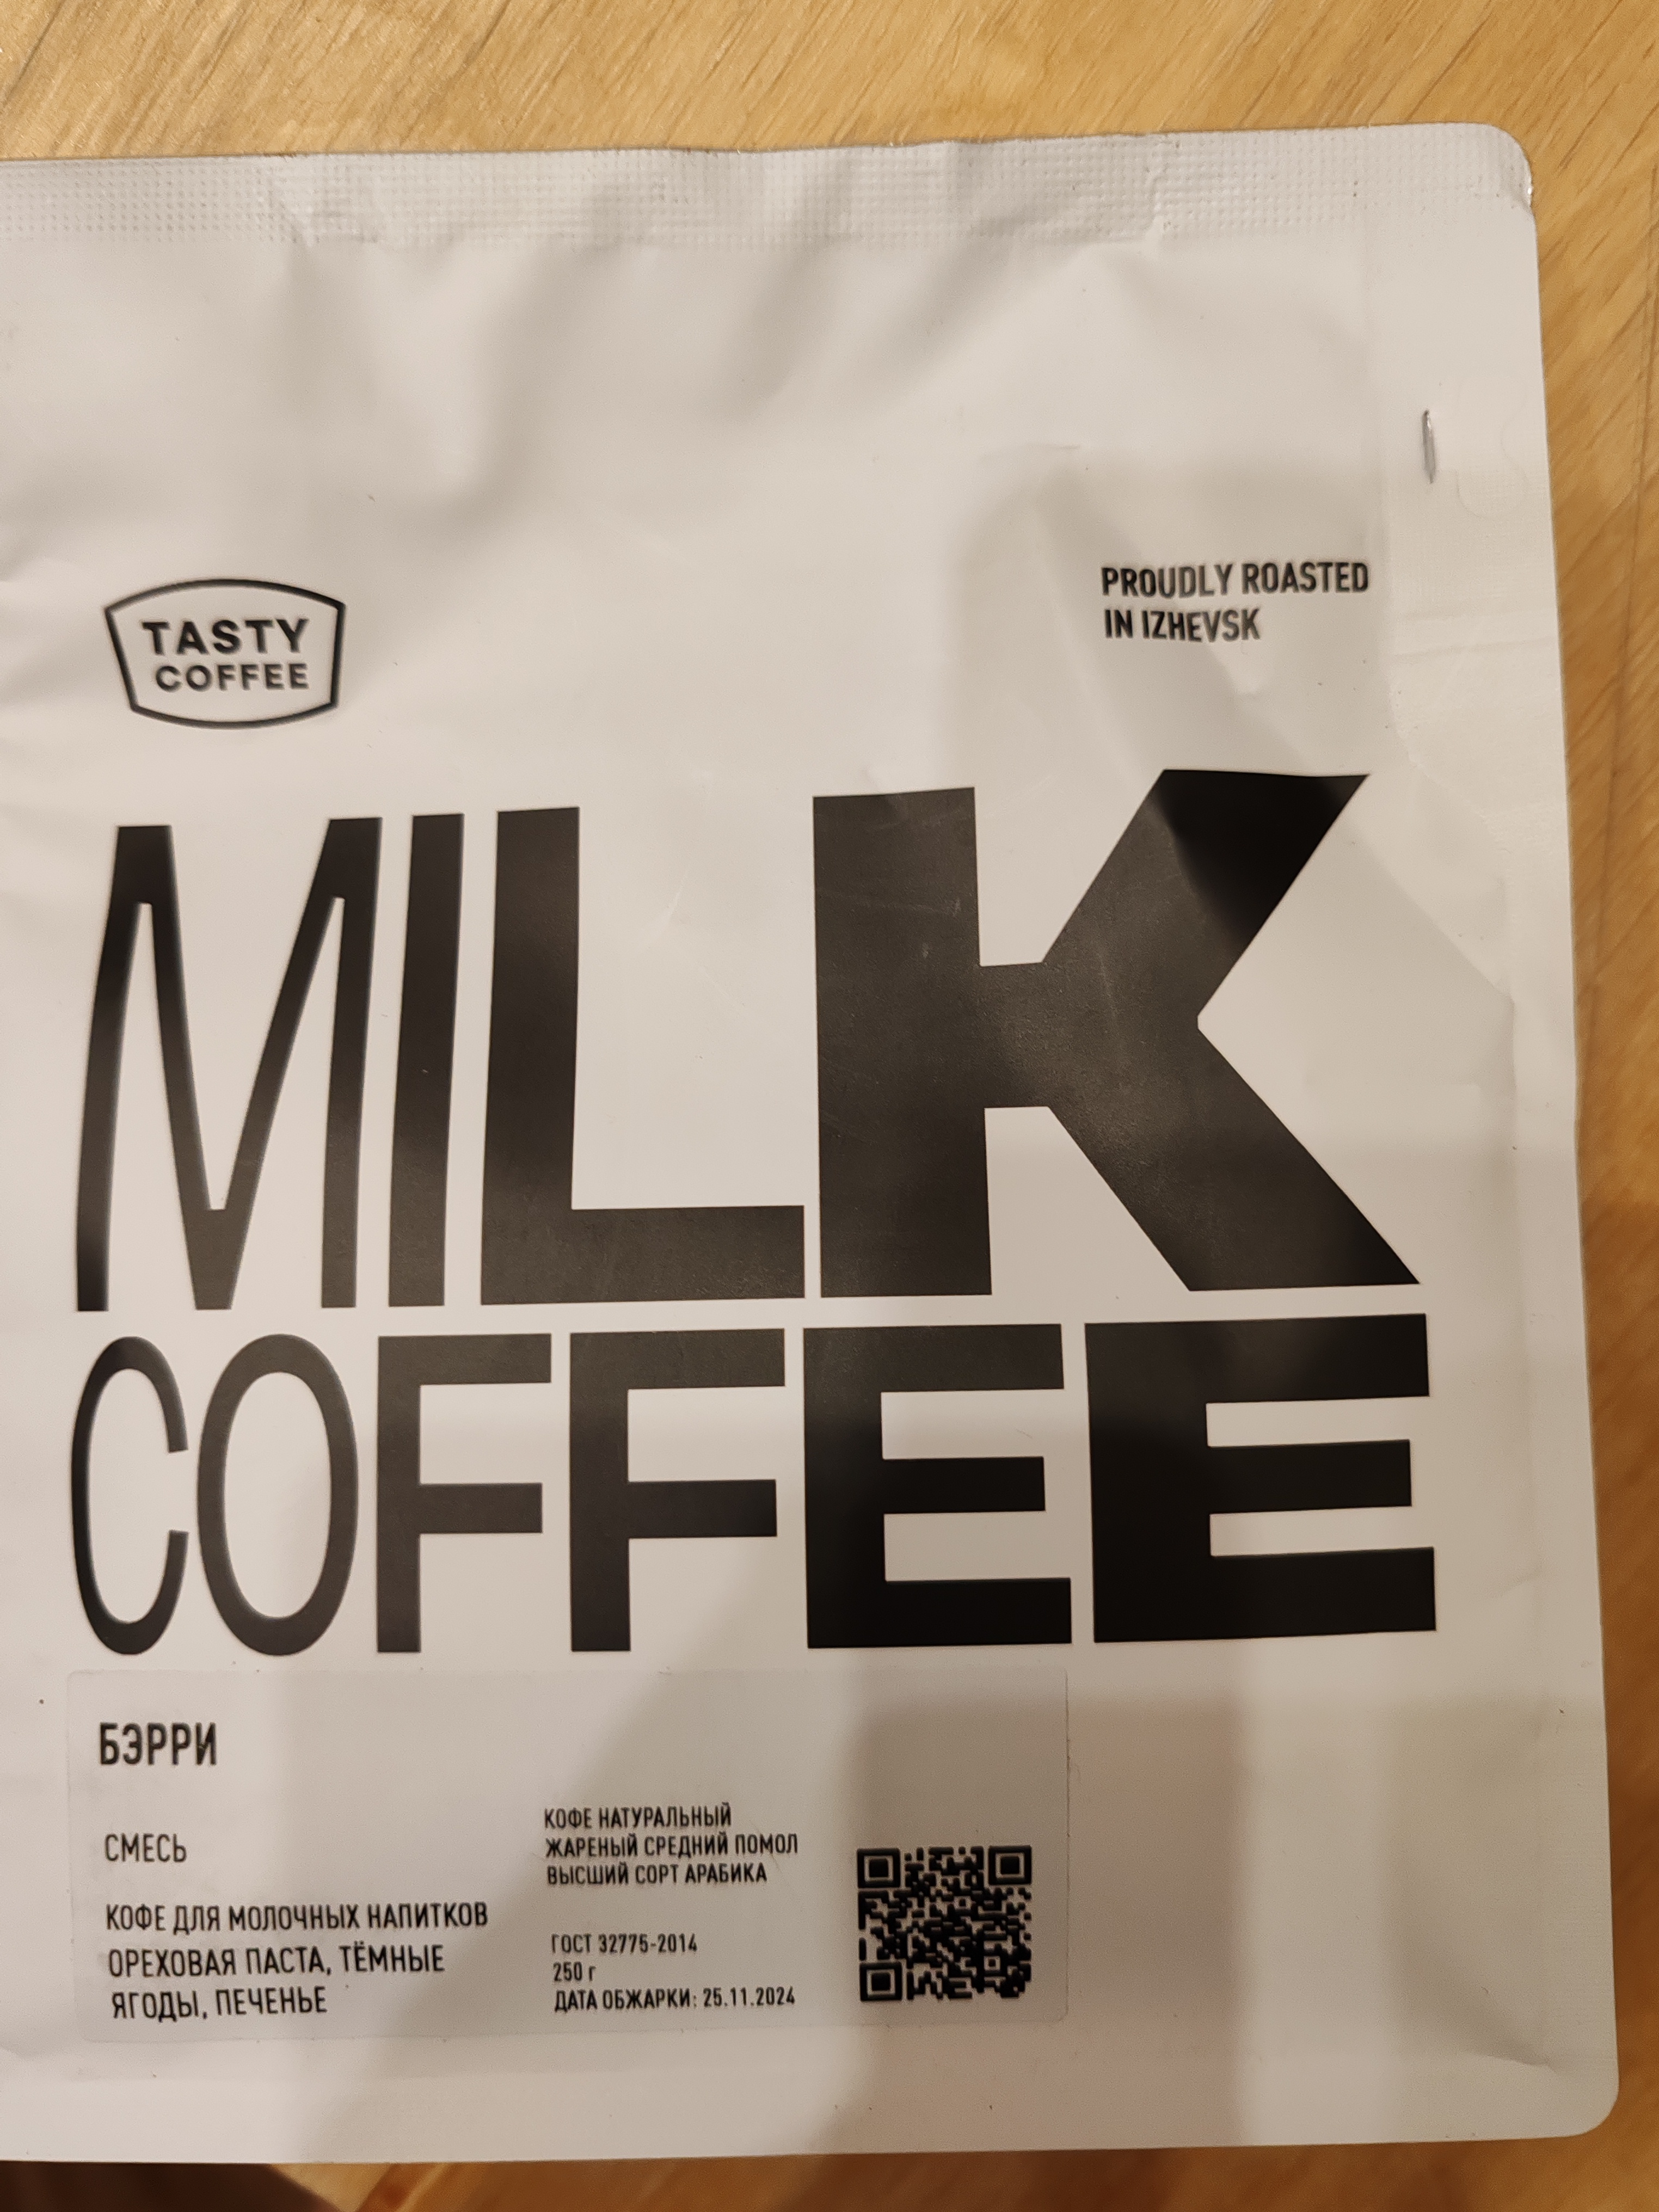 TASTY
COFFEE
PROUDLY ROASTED
IN IZHEVSK
MILK
COFFEE
БЭРРИ
СМЕСЬ
КОФЕ ДЛЯ МОЛОЧНЫХ НАПИТКОВ
ОРЕХОВАЯ ПАСТА, ТЁМНЫЕ
ЯГОДЫ, ПЕЧЕНЬЕ
КОФЕ НАТУРАЛЬНЫЙ
ЖАРЕНЫЙ СРЕДНИЙ ПОМОЛ
ВЫСШИЙ СОРТ АРАБИКА
ГОСТ 32775-2014
250 г
ДАТА ОБЖАРКИ: 25.11.2024